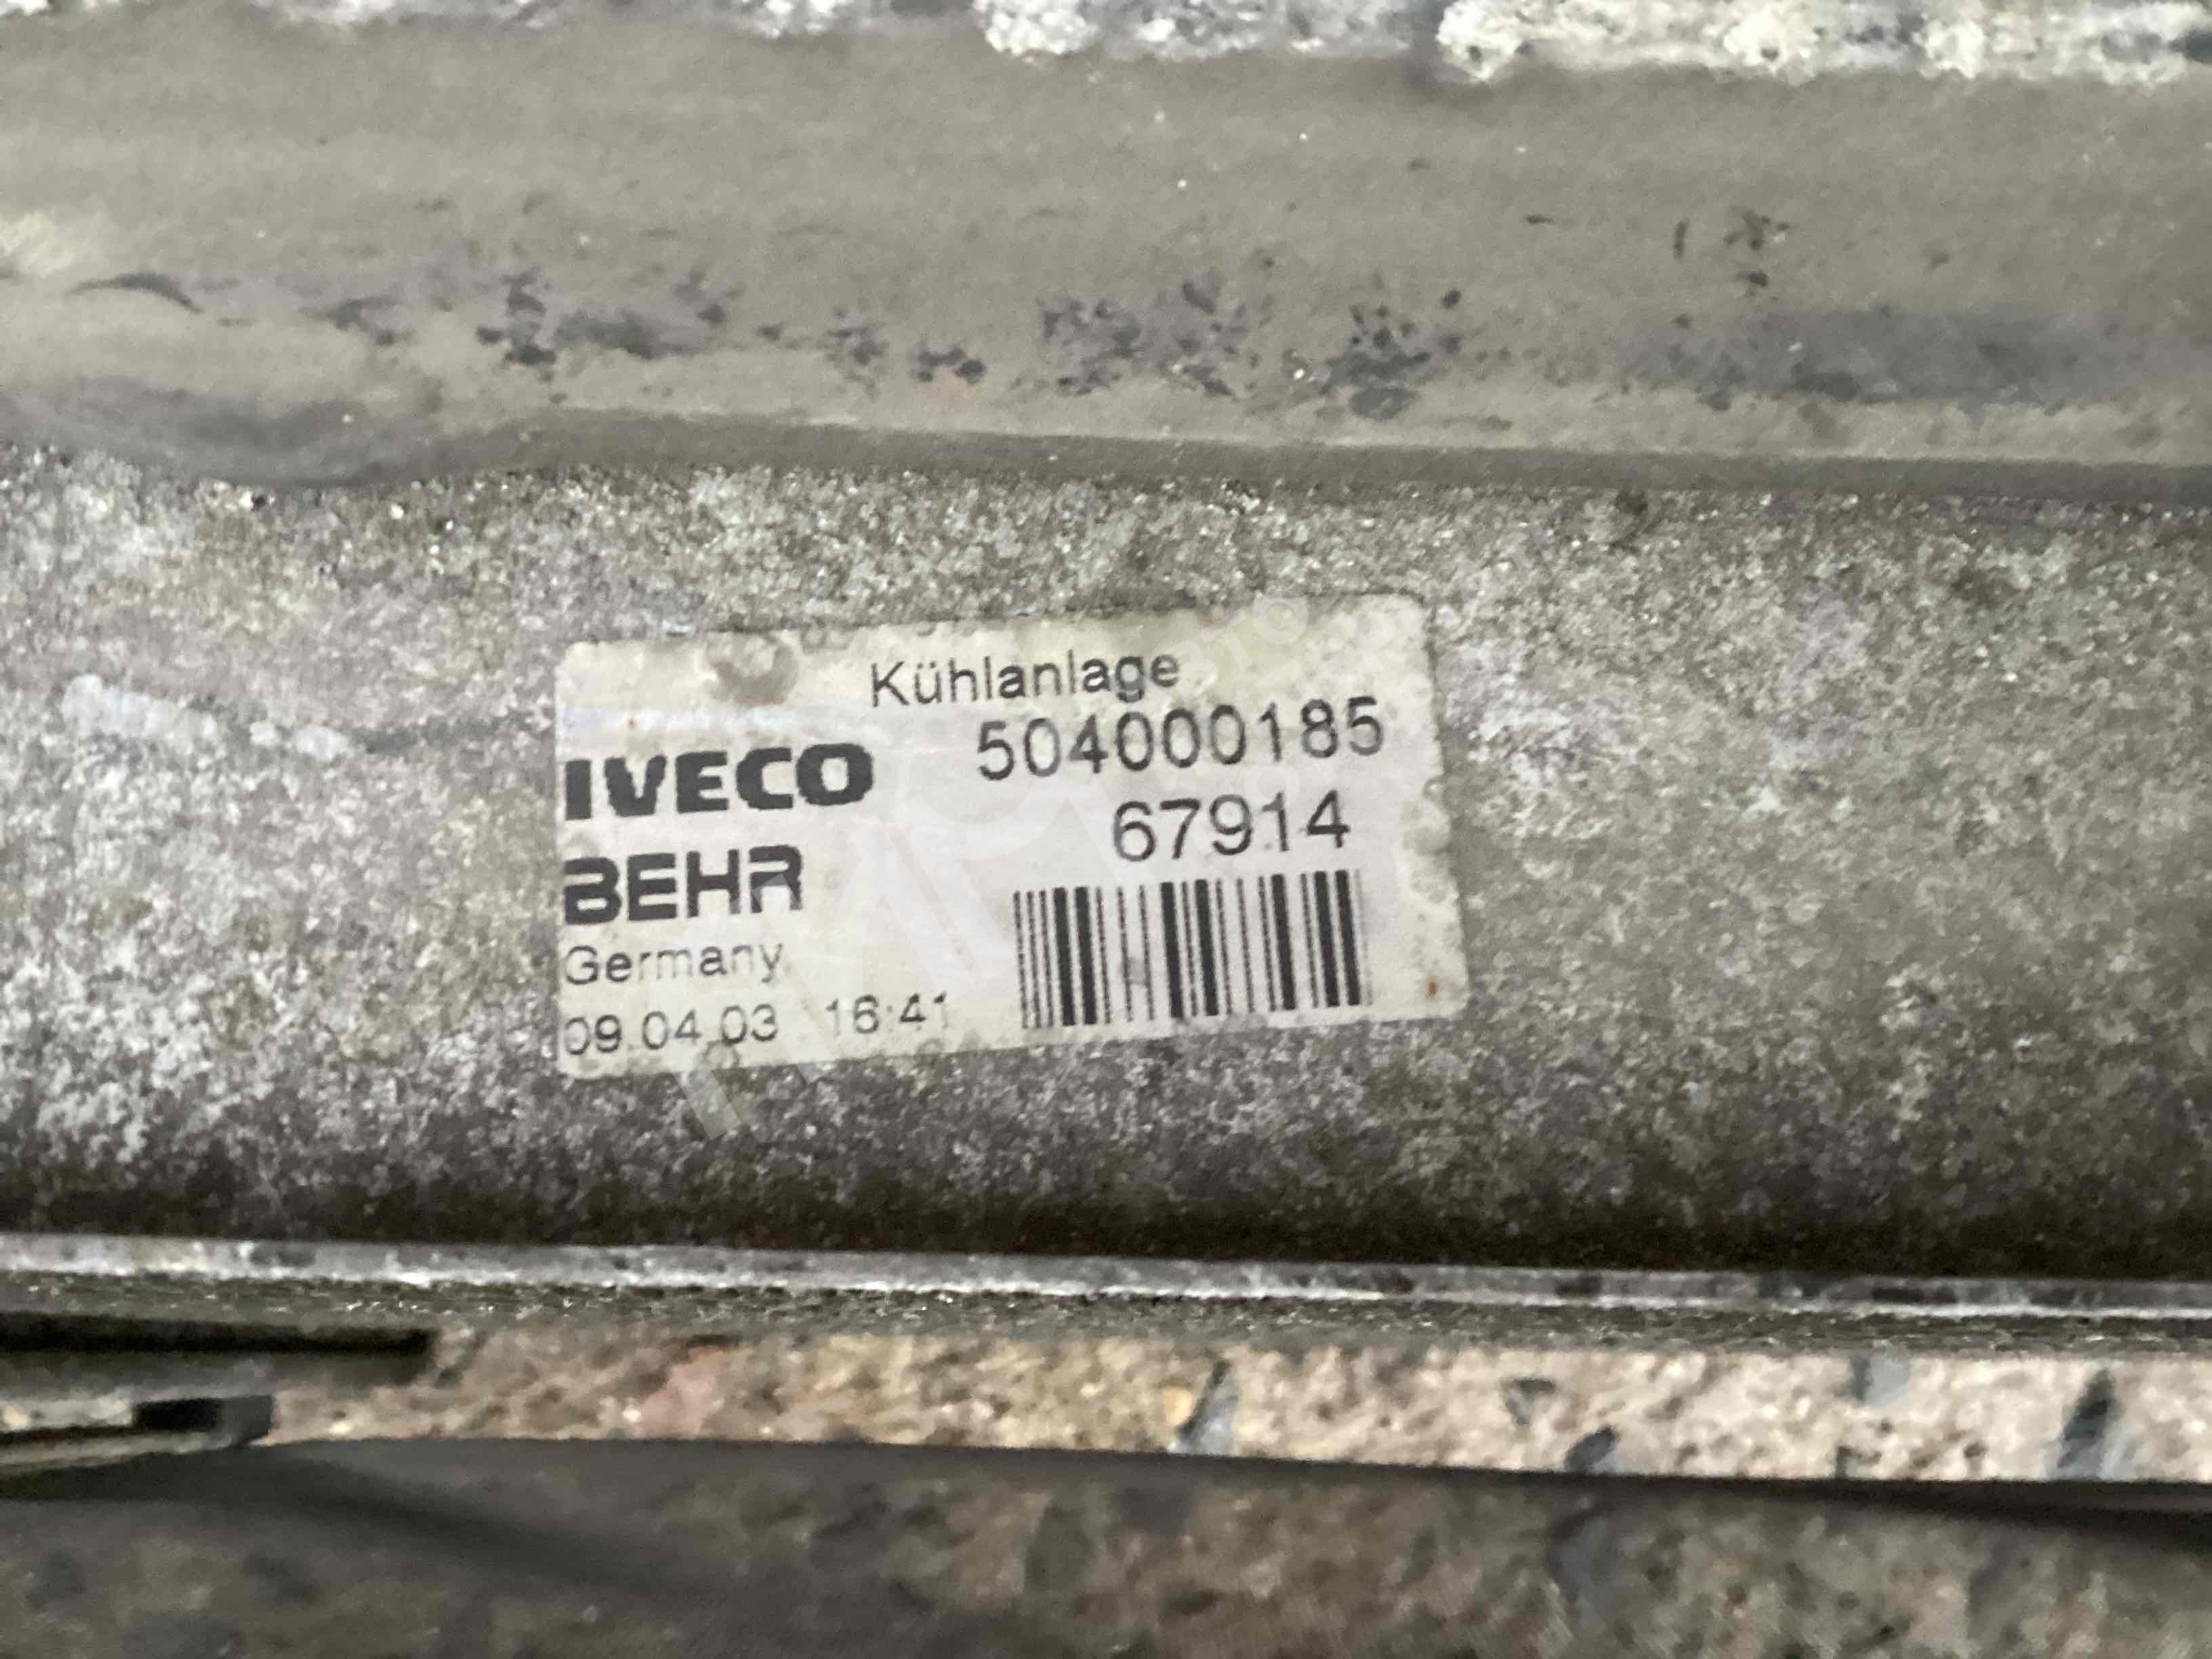 Kühlanlage
IVECO 504000185
67914
BEHR
Germany
09.04.03 16:41